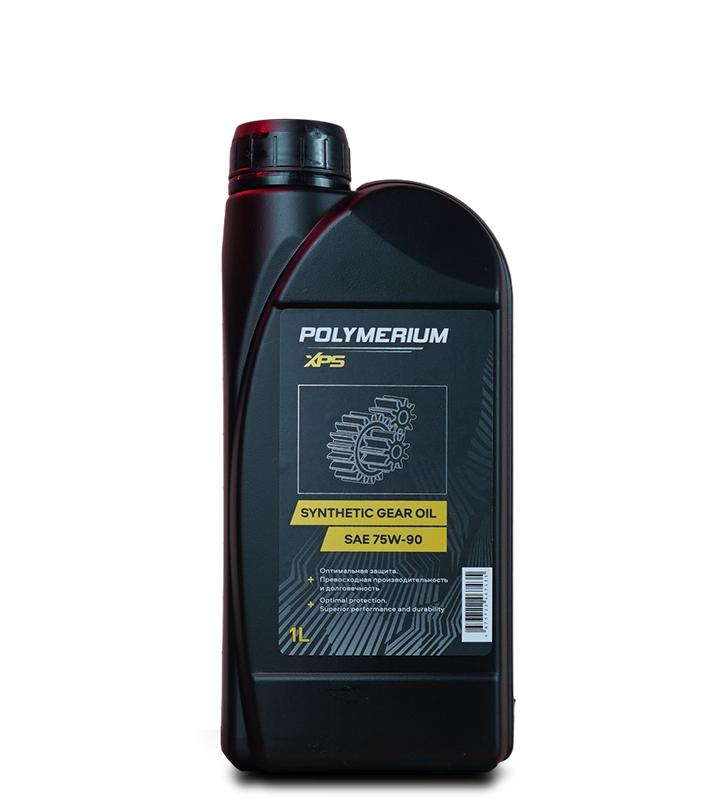 POLYMERIUM
XPS
SYNTHETIC GEAR OIL
SAE 75W-90
Оптимальная защита.
+ Превосходная производительность
и долговечность
+ Optimal protection.
Superior performance and durability
1L